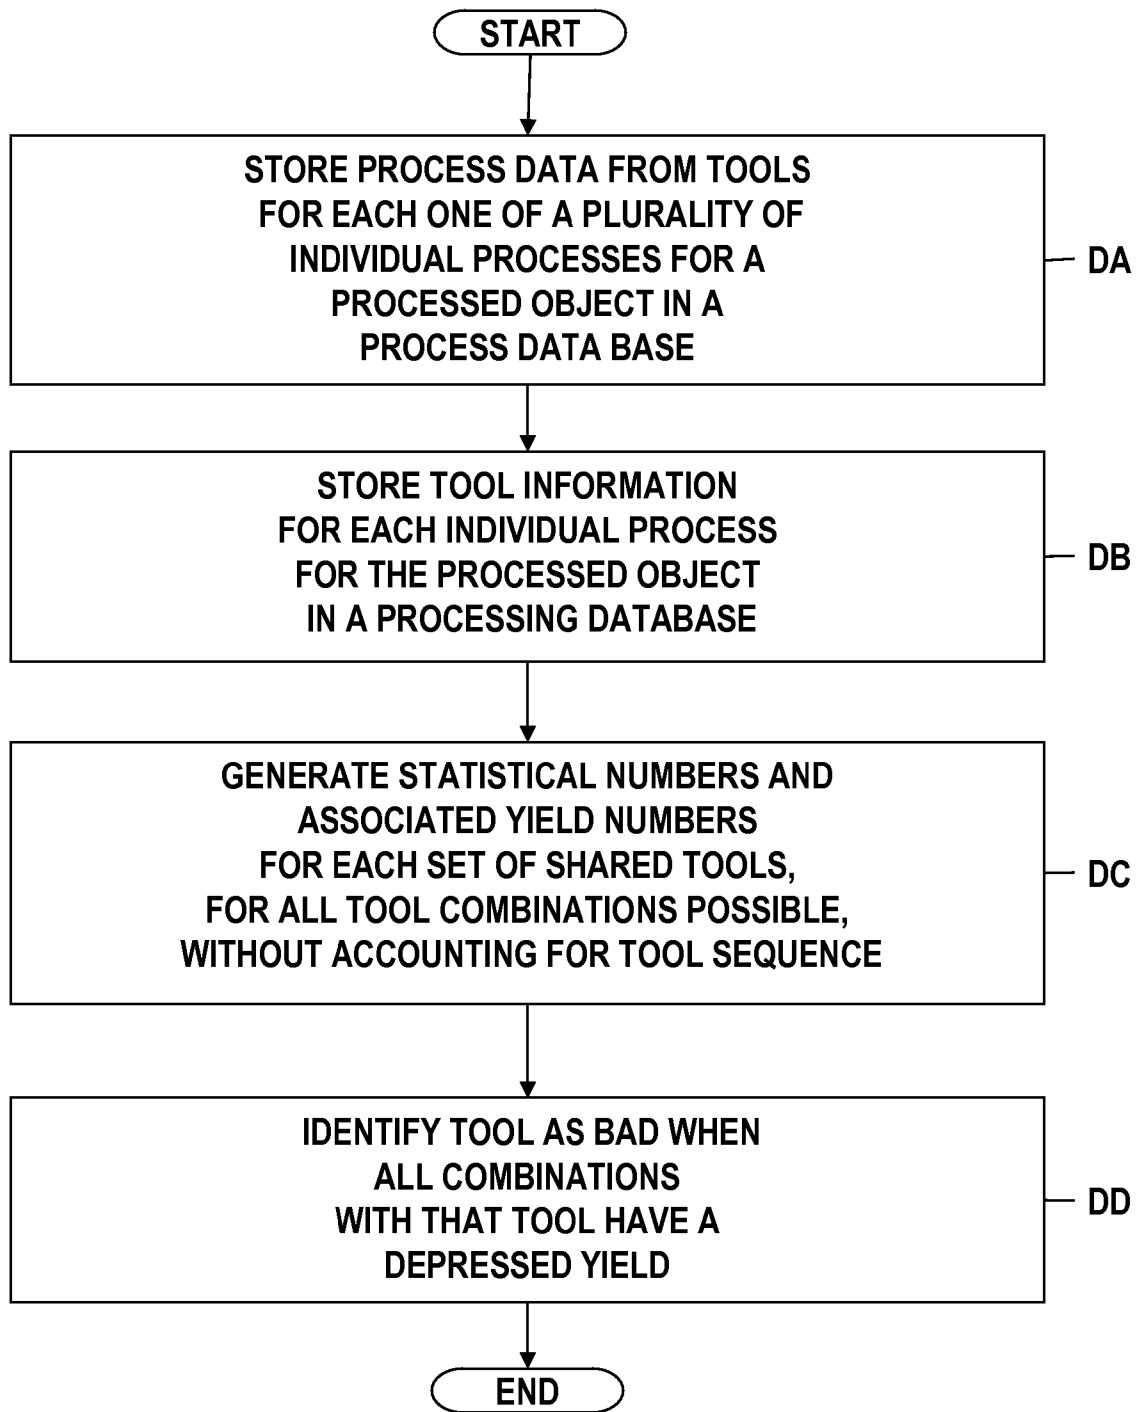 START
STORE PROCESS DATA FROM TOOLS
FOR EACH ONE OF A PLURALITY OF
INDIVIDUAL PROCESSES FOR A
PROCESSED OBJECT IN A
PROCESS DATA BASE
DA
STORE TOOL INFORMATION
FOR EACH INDIVIDUAL PROCESS
FOR THE PROCESSED OBJECT
IN A PROCESSING DATABASE
DB
GENERATE STATISTICAL NUMBERS AND
ASSOCIATED YIELD NUMBERS
FOR EACH SET OF SHARED TOOLS,
FOR ALL TOOL COMBINATIONS POSSIBLE,
WITHOUT ACCOUNTING FOR TOOL SEQUENCE
DC
IDENTIFY TOOL AS BAD WHEN
ALL COMBINATIONS
WITH THAT TOOL HAVE A
DEPRESSED YIELD
DD
END